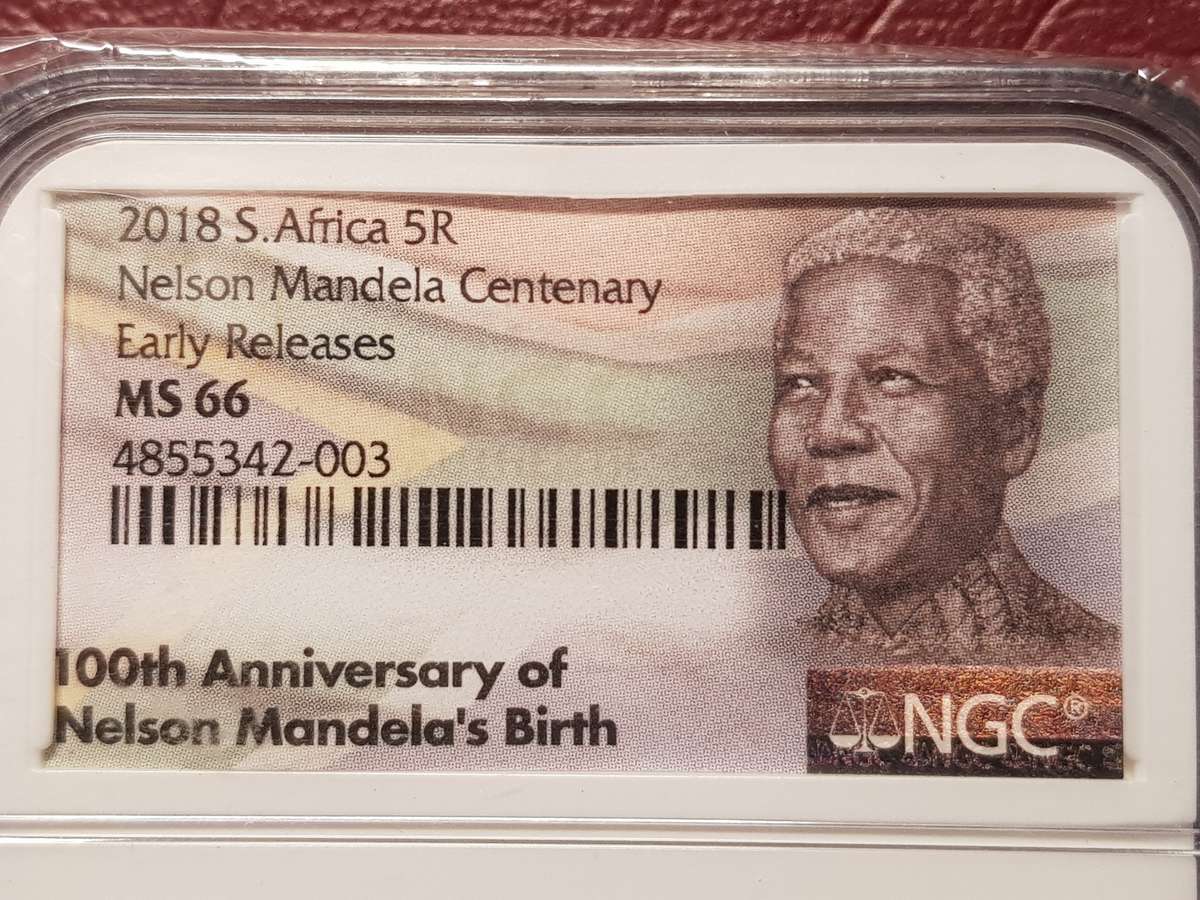 2018 S.Africa 5R
Nelson Mandela Centenary
Early Releases
MS 66
4855342-003
100th Anniversary of
Nelson Mandela's Birth
NGC®